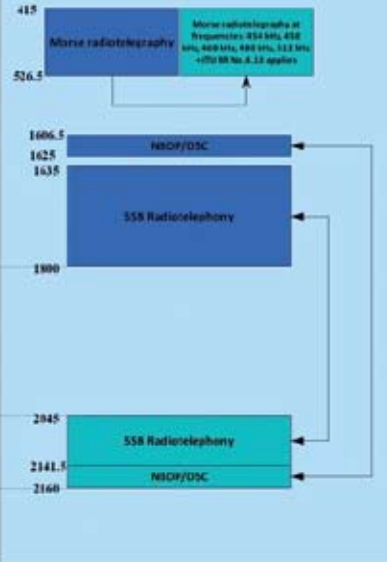 415
Morse radiotelegraphy
Morse radiotelegraphy at
frequencies 454 kHz, 458
kHz, 468 kHz, 480 kHz, 512 kHz
+ITU RR No 4.18 applies
526.5
1606.5
NBDP/DSC
1625
1635
SSB Radiotelephony
1800
2045
SSB Radiotelephony
2141.5
NBDP/DSC
2160